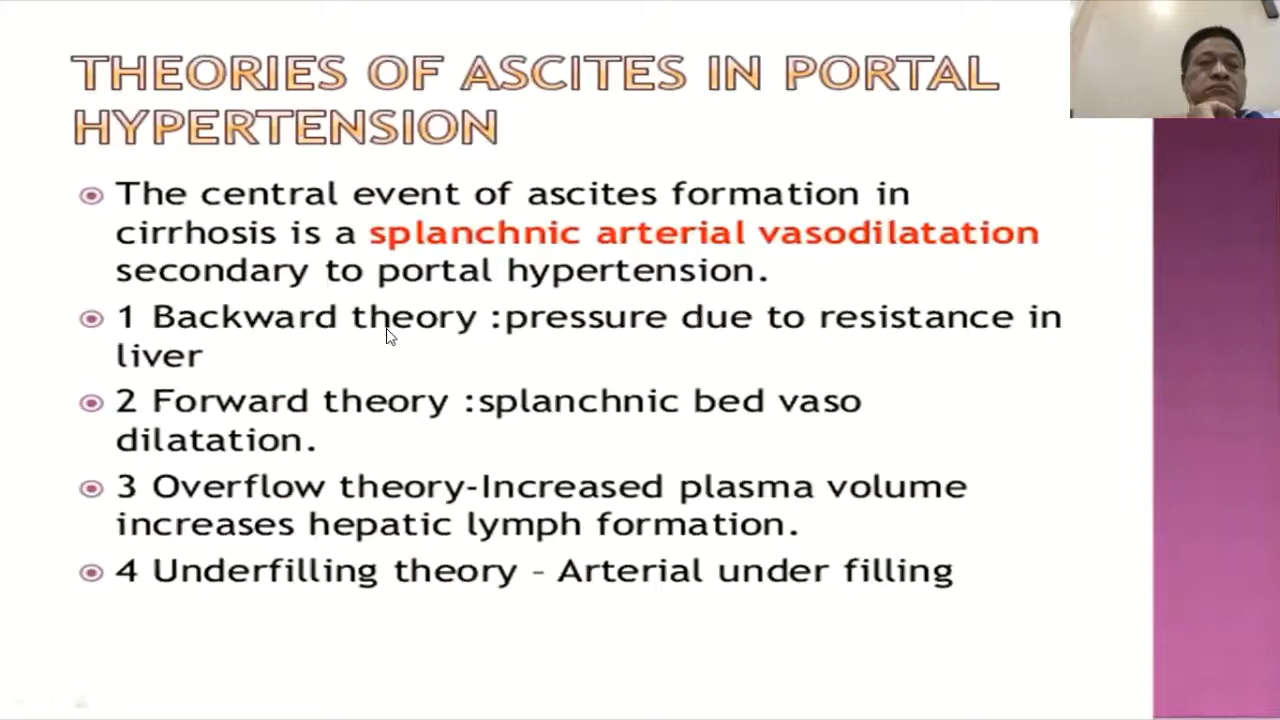 THEORIES OF ASCITES IN PORTAL
HYPERTENSION
The central event of ascites formation in
cirrhosis is a splanchnic arterial vasodilatation
secondary to portal hypertension.
1 Backward theory :pressure due to resistance in
liver
2 Forward theory :splanchnic bed vaso
dilatation.
3 Overflow theory-Increased plasma volume
increases hepatic lymph formation.
4 Underfilling theory – Arterial under filling